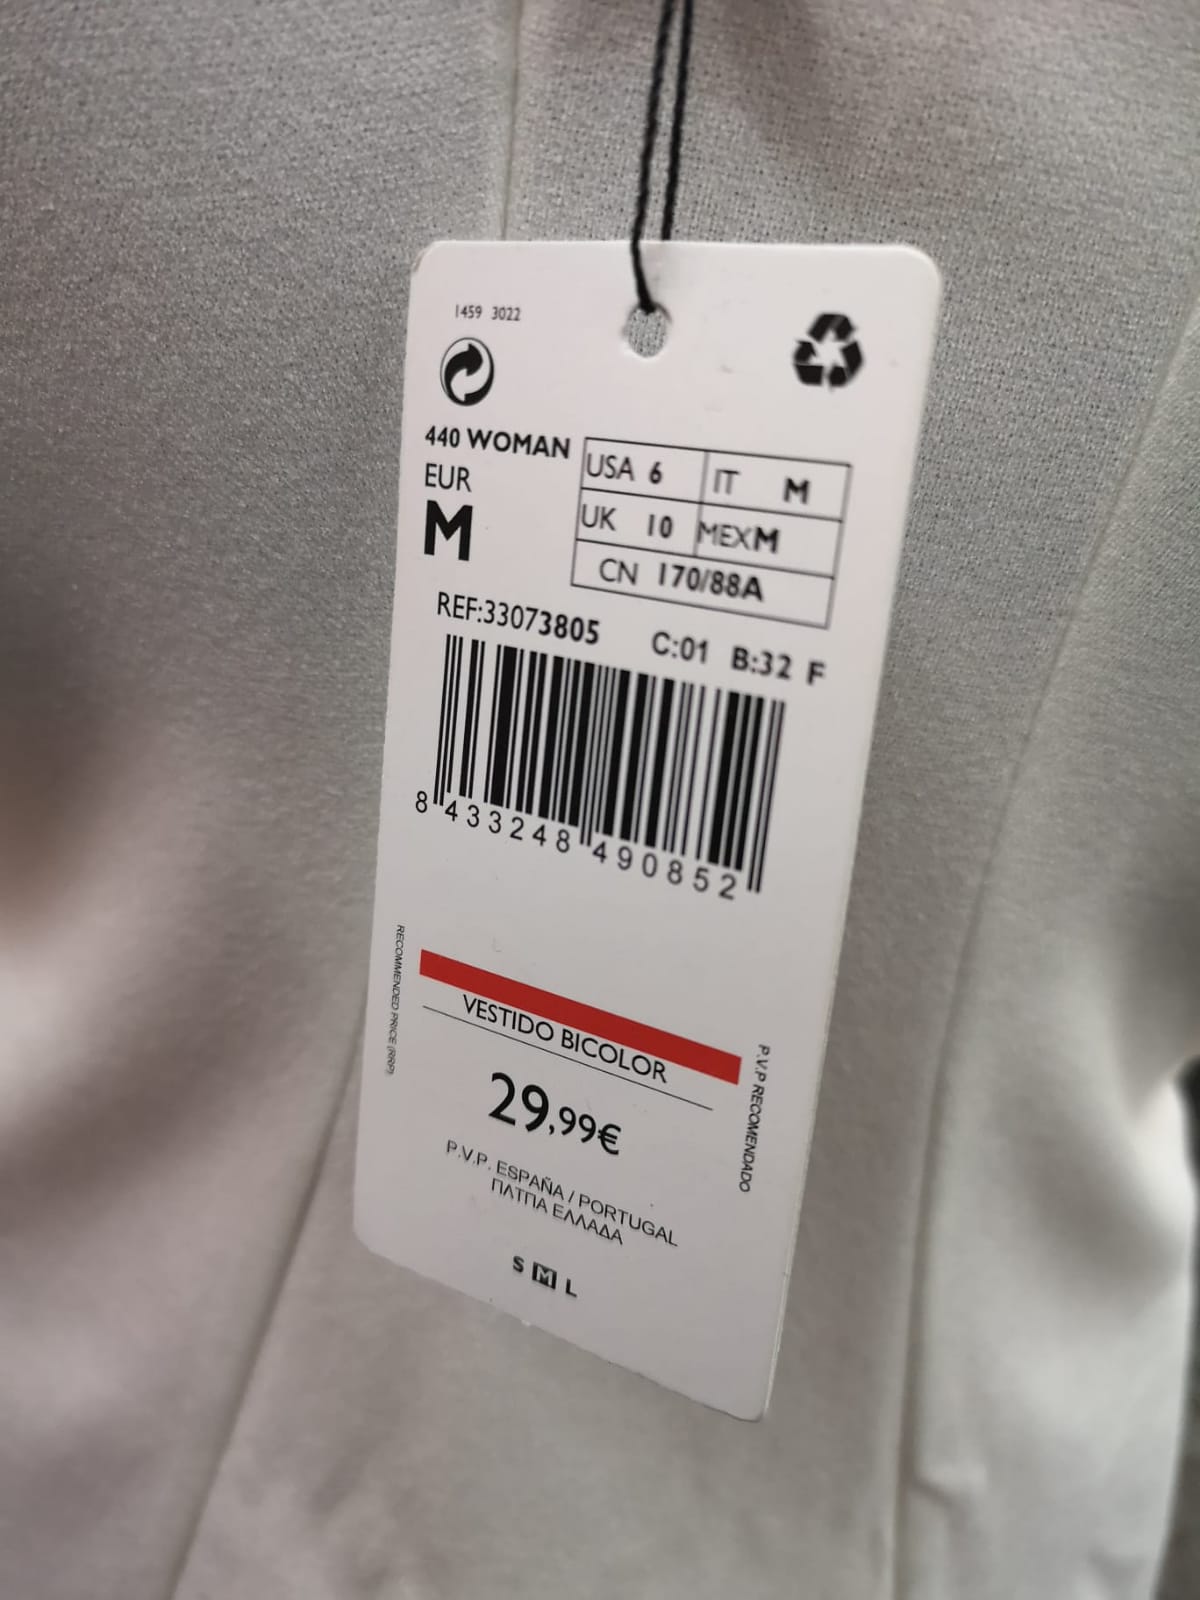 1459 3022
440 WOMAN
EUR
M
USA 6 IT M
UK 10 MEX M
CN 170/88A
REF:33073805 C:01 B:32 F
8 433248 490852
RECOMMENDED PRICE (RRP)
VESTIDO BICOLOR
29,99€
P.V.P RECOMENDADO
P.V.P. ESPAÑA / PORTUGAL
ΠΛΤΠΑ ΕΛΛΑΔΑ
S M L